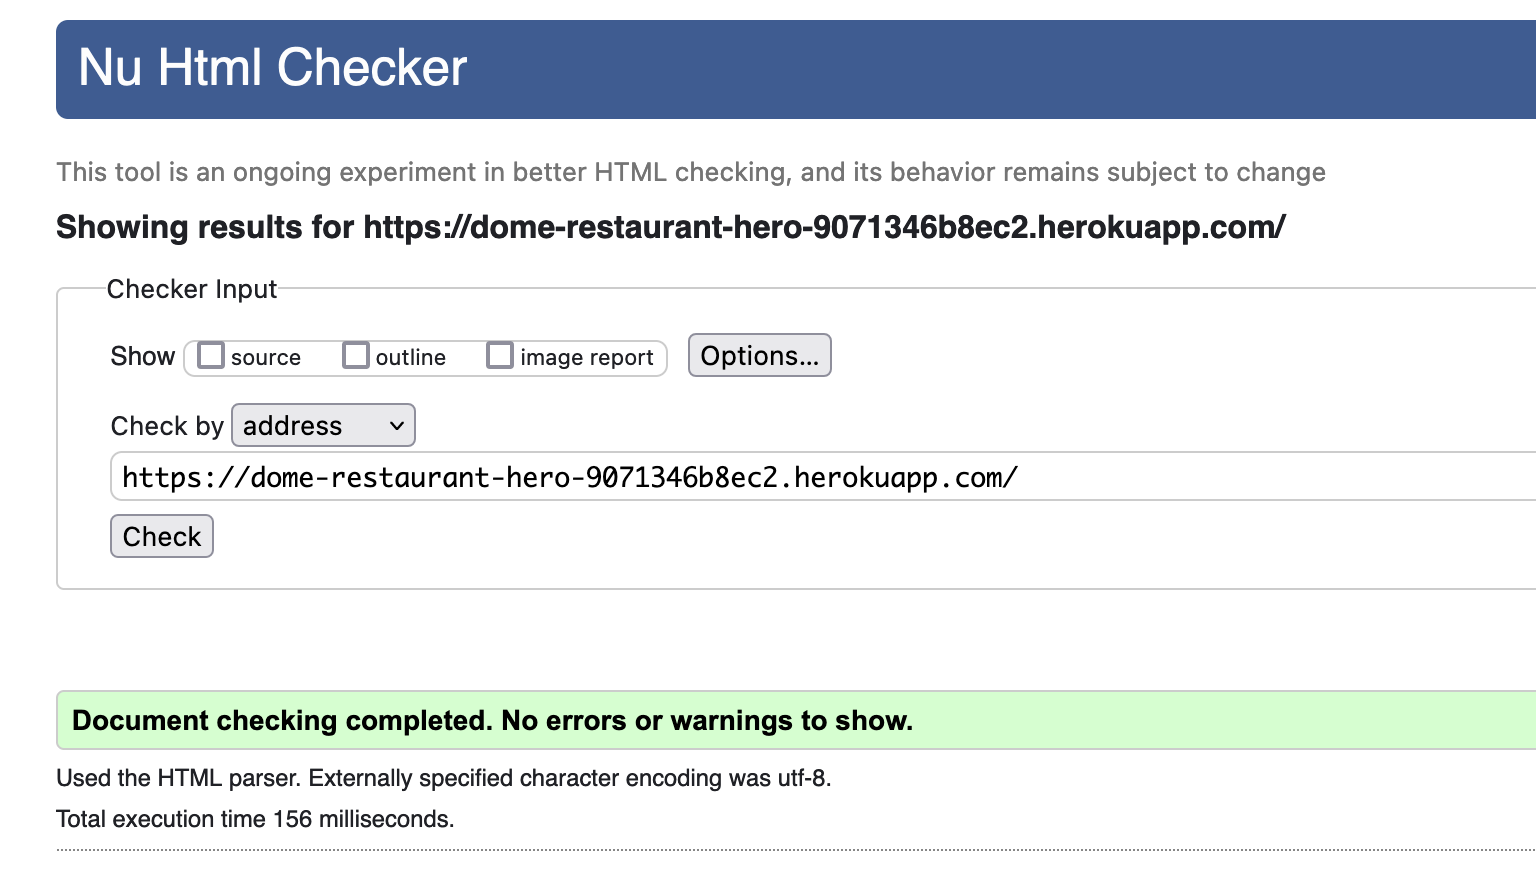 Nu Html Checker
This tool is an ongoing experiment in better HTML checking, and its behavior remains subject to change
Showing results for https://dome-restaurant-hero-9071346b8ec2.herokuapp.com/
Checker Input
Show source outline image report Options...
Check by address
https://dome-restaurant-hero-9071346b8ec2.herokuapp.com/
Check
Document checking completed. No errors or warnings to show.
Used the HTML parser. Externally specified character encoding was utf-8.
Total execution time 156 milliseconds.